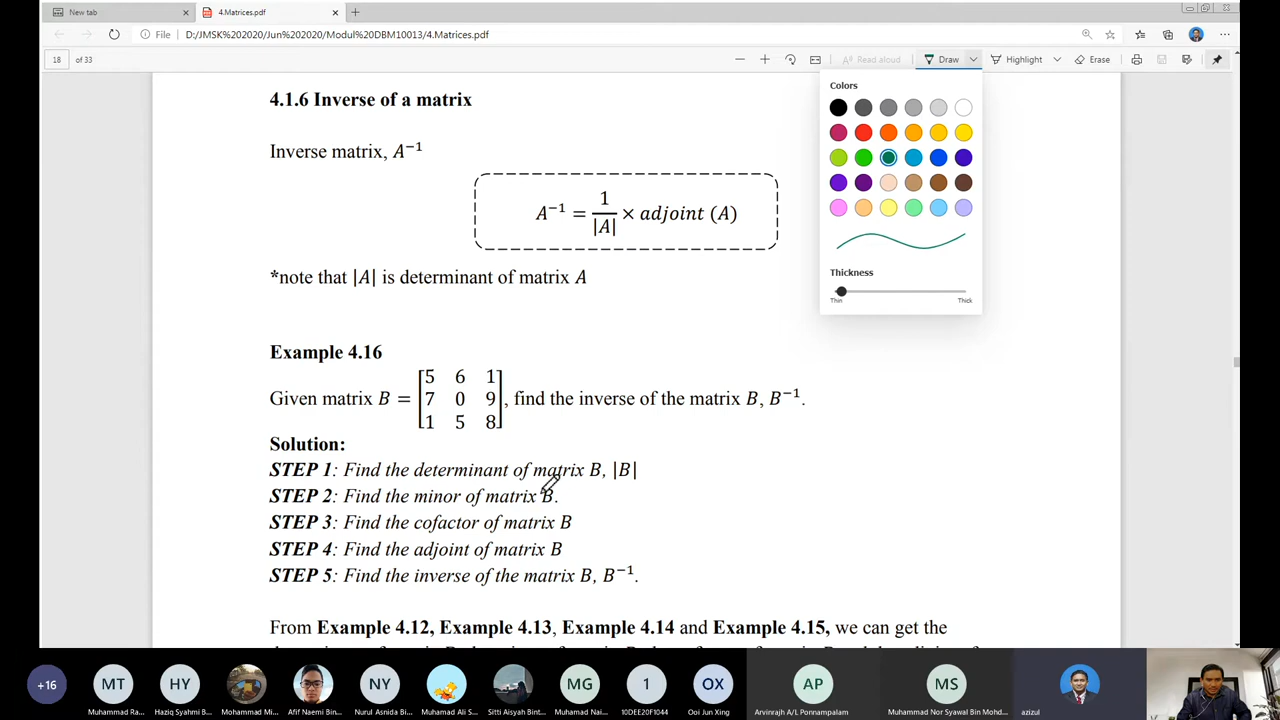 New tab
4.Matrices.pdf
File
D:/JMSK%202020/Jun%202020/Modul%20DBM10013/4.Matrices.pdf
18 of 33
Read aloud
Draw
Highlight
Erase
Colors
Thickness
Thin
Thick
4.1.6 Inverse of a matrix
Inverse matrix, A⁻¹
A⁻¹ = 1/|A| × adjoint (A)
*note that |A| is determinant of matrix A
Example 4.16
Given matrix B = [5 6 1
7 0 9
1 5 8], find the inverse of the matrix B, B⁻¹.
Solution:
STEP 1: Find the determinant of matrix B, |B|
STEP 2: Find the minor of matrix B.
STEP 3: Find the cofactor of matrix B
STEP 4: Find the adjoint of matrix B
STEP 5: Find the inverse of the matrix B, B⁻¹.
From Example 4.12, Example 4.13, Example 4.14 and Example 4.15, we can get the
+16
MT
HY
NY
MG
1
OX
AP
MS
Muhammad Ra...
Haziq Syahmi B...
Mohammad Mi...
Afif Naemi Bin...
Nurul Asnida B...
Muhamad Ali S...
Sitti Aisyah Bint...
Muhamad Nai...
10DEE20F1044
Ooi Jun Xing
Arvinrajh A/L Ponnampalam
Muhammad Nor Syawal Bin Mohd...
azizul